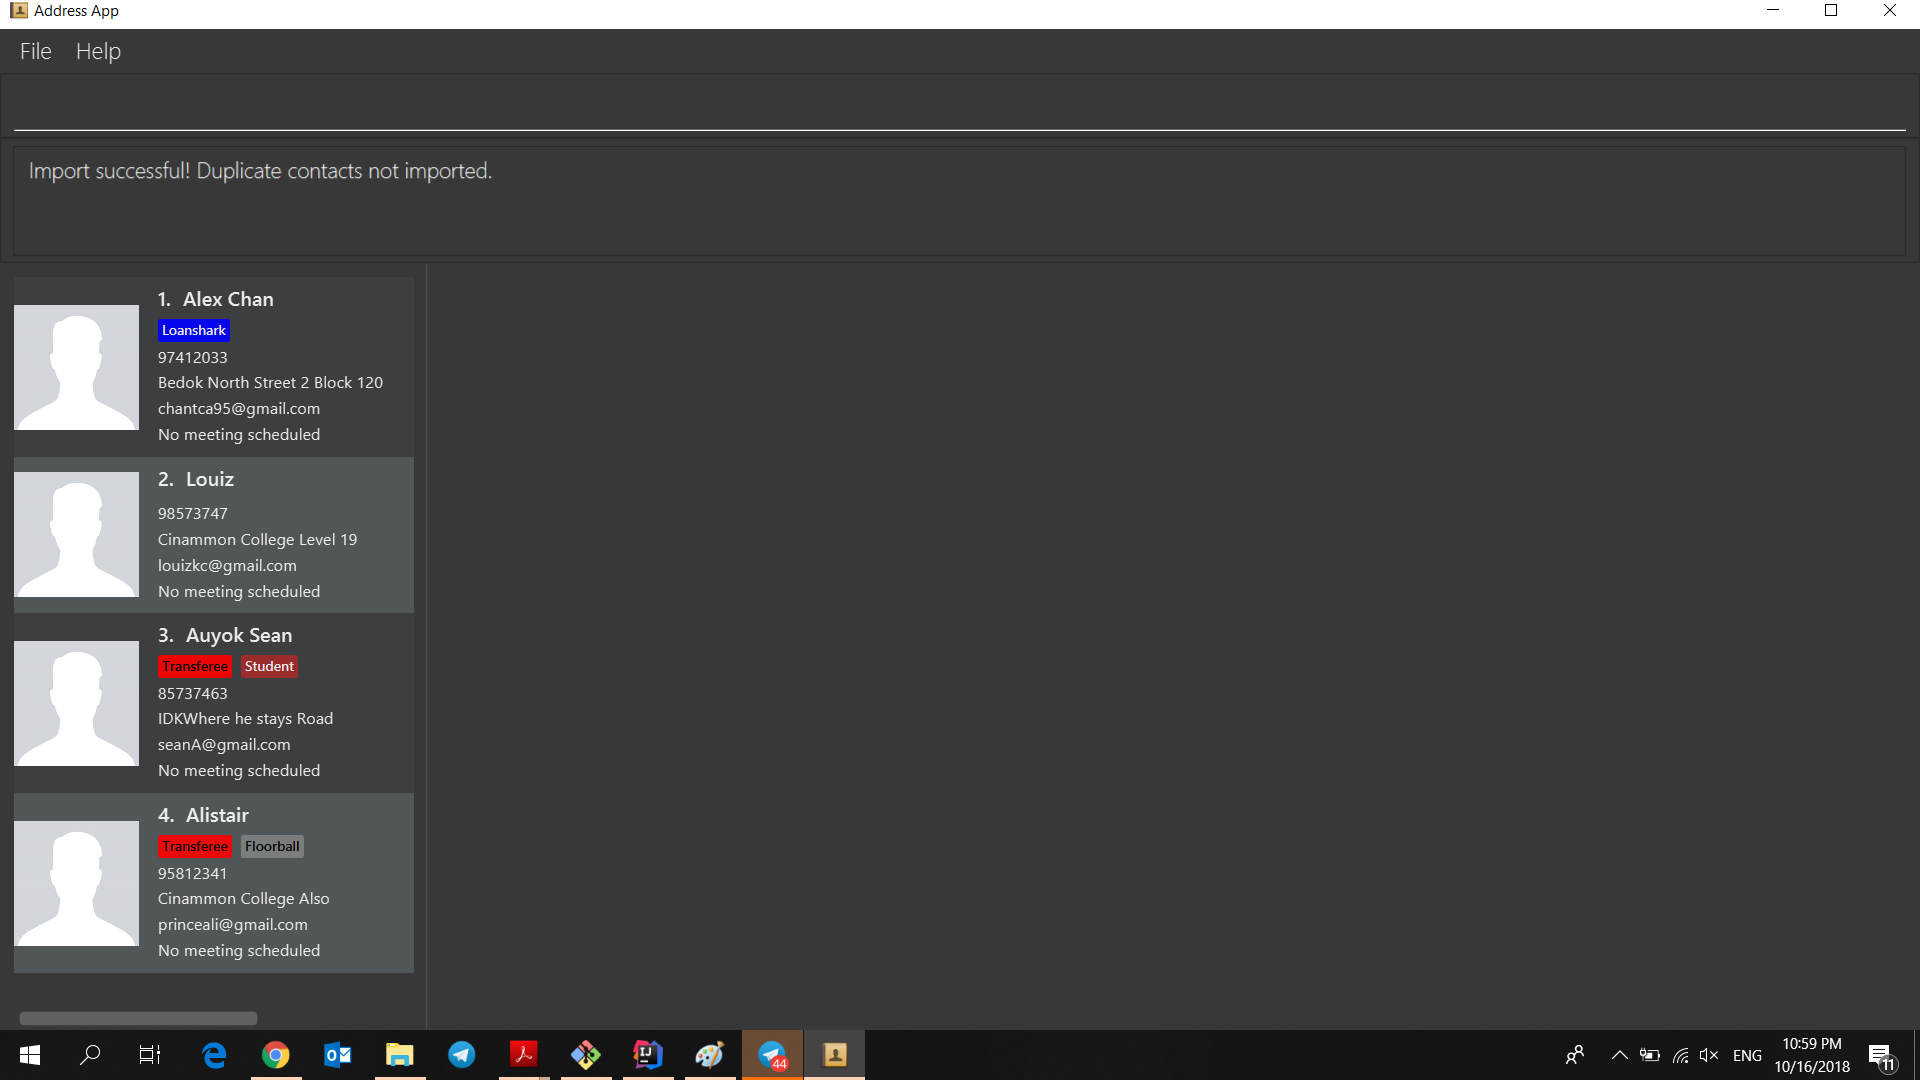 Address App
File Help
Import successful! Duplicate contacts not imported.
1. Alex Chan
Loanshark
97412033
Bedok North Street 2 Block 120
chantca95@gmail.com
No meeting scheduled
2. Louiz
98573747
Cinammon College Level 19
louizkc@gmail.com
No meeting scheduled
3. Auyok Sean
Transferee Student
85737463
IDKWhere he stays Road
seanA@gmail.com
No meeting scheduled
4. Alistair
Transferee Floorball
95812341
Cinammon College Also
princeali@gmail.com
No meeting scheduled
44
ENG
10:59 PM
10/16/2018
11